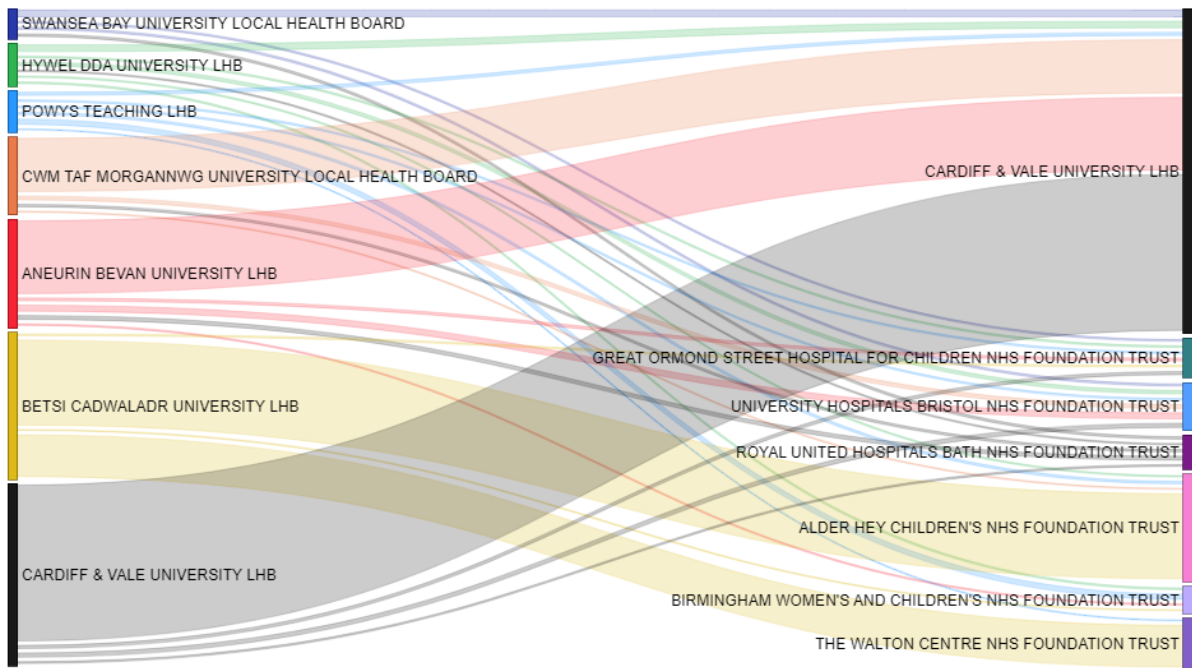 SWANSEA BAY UNIVERSITY LOCAL HEALTH BOARD
HYWEL DDA UNIVERSITY LHB
POWYS TEACHING LHB
CWM TAF MORGANNWG UNIVERSITY LOCAL HEALTH BOARD
ANEURIN BEVAN UNIVERSITY LHB
BETSI CADWALADR UNIVERSITY LHB
CARDIFF & VALE UNIVERSITY LHB
CARDIFF & VALE UNIVERSITY LHB
GREAT ORMOND STREET HOSPITAL FOR CHILDREN NHS FOUNDATION TRUST
UNIVERSITY HOSPITALS BRISTOL NHS FOUNDATION TRUST
ROYAL UNITED HOSPITALS BATH NHS FOUNDATION TRUST
ALDER HEY CHILDREN'S NHS FOUNDATION TRUST
BIRMINGHAM WOMEN'S AND CHILDREN'S NHS FOUNDATION TRUST
THE WALTON CENTRE NHS FOUNDATION TRUST